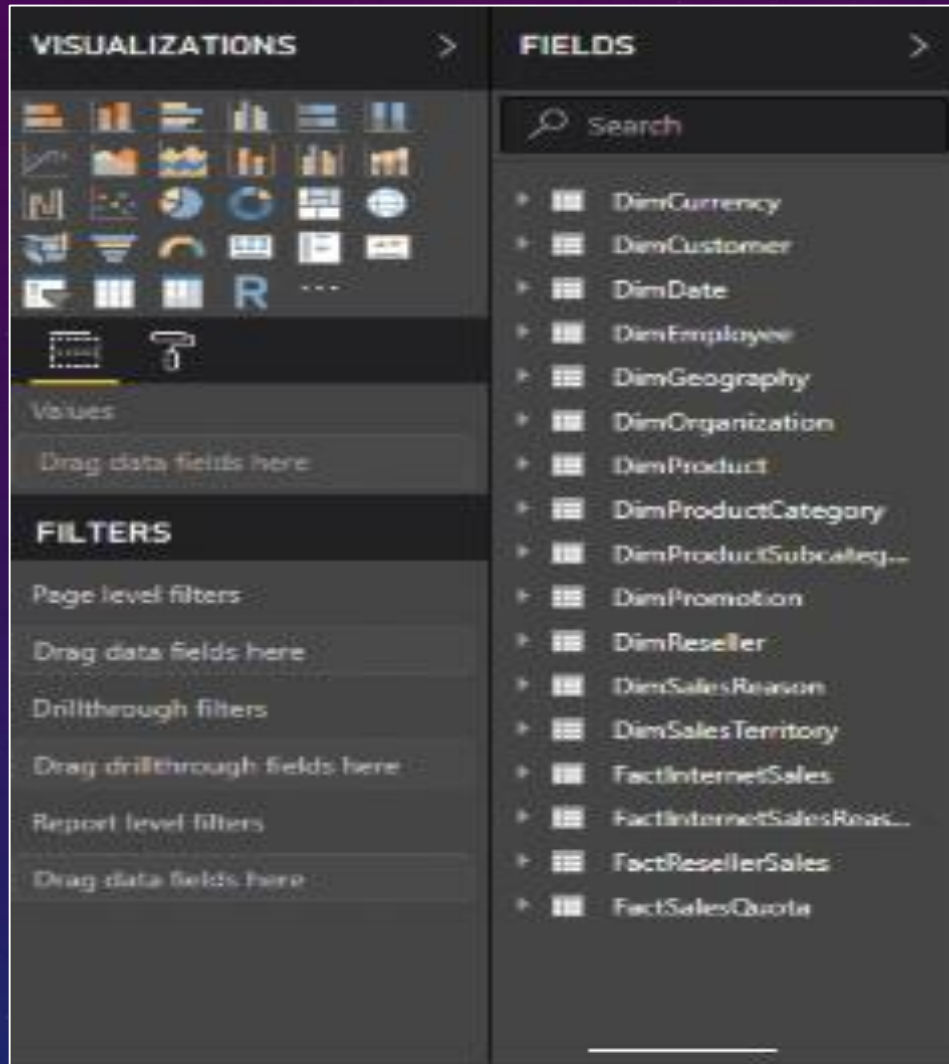 VISUALIZATIONS >
R ...
Values
Drag data fields here
FILTERS
Page level filters
Drag data fields here
Drillthrough filters
Drag drillthrough fields here
Report level filters
Drag data fields here
FIELDS >
Search
DimCurrency
DimCustomer
DimDate
DimEmployee
DimGeography
DimOrganization
DimProduct
DimProductCategory
DimProductSubcateg...
DimPromotion
DimReseller
DimSalesReason
DimSalesTerritory
FactInternetSales
FactInternetSalesReas...
FactResellerSales
FactSalesQuota